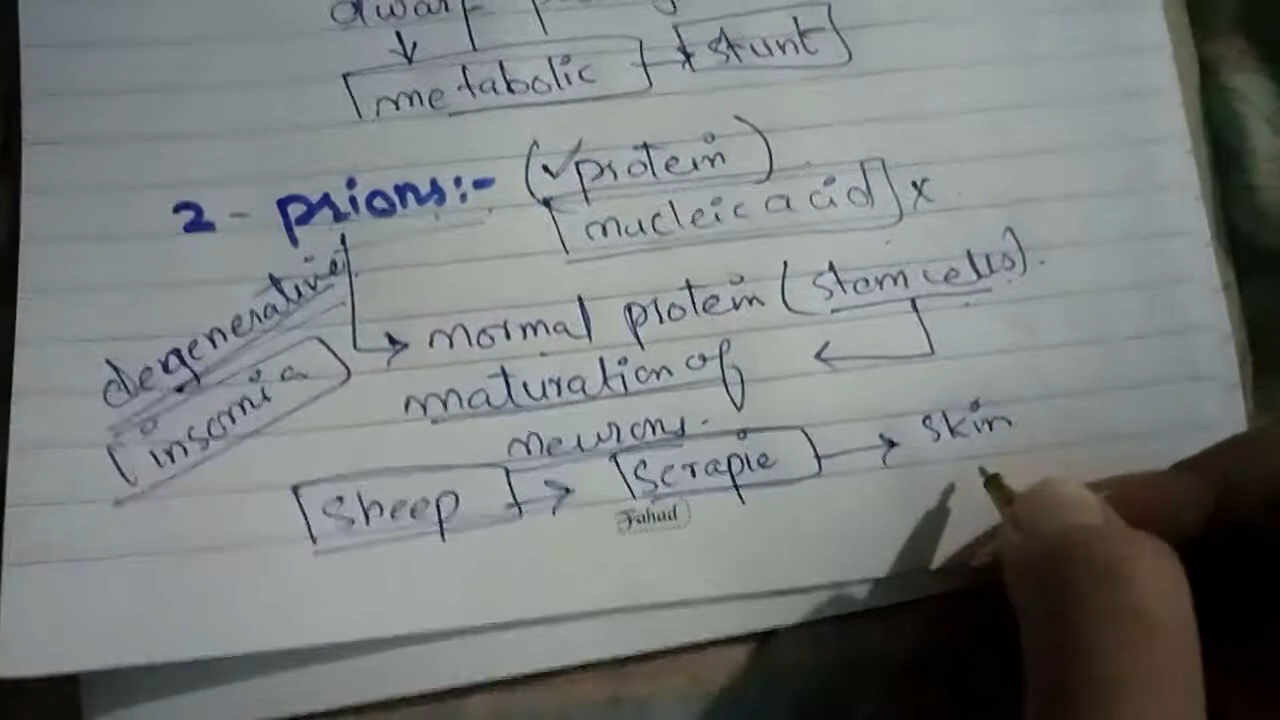 dwarf
↓
[metabolic] → [stunt]
2 - prions:- (✓protein)
[nucleic acid] x
degenerative
[insomnia]
→ normal protein (stem cells).
maturation of
neurons.
[Sheep] → [Scrapie] → skin
Fahad